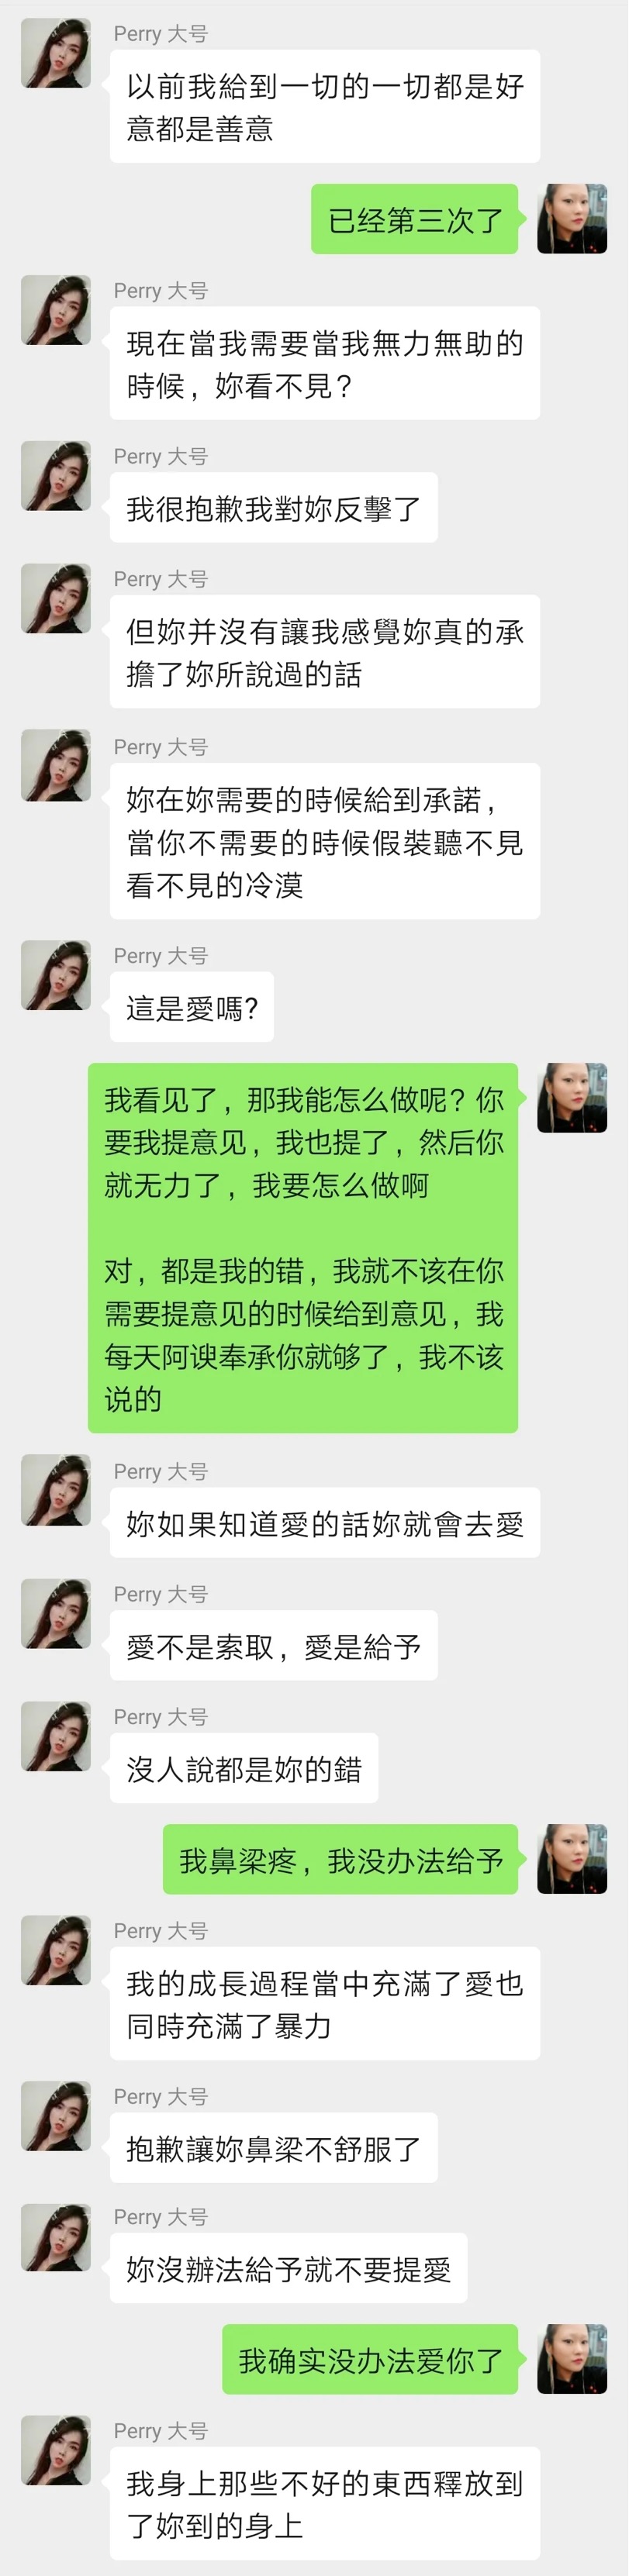 Perry 大号
以前我給到一切的一切都是好
意都是善意
已经第三次了
Perry 大号
現在當我需要當我無力無助的
時候，妳看不見？
Perry 大号
我很抱歉我對妳反擊了
Perry 大号
但妳并沒有讓我感覺妳真的承
擔了妳所說過的話
Perry 大号
妳在妳需要的時候給到承諾，
當你不需要的時候假裝聽不見
看不見的冷漠
Perry 大号
這是愛嗎?
我看见了，那我能怎么做呢？你
要我提意见，我也提了，然后你
就无力了，我要怎么做啊
对，都是我的错，我就不该在你
需要提意见的时候给到意见，我
每天阿谀奉承你就够了，我不该
说的
Perry 大号
妳如果知道愛的話妳就會去愛
Perry 大号
愛不是索取，愛是給予
Perry 大号
沒人說都是妳的錯
我鼻梁疼，我没办法给予
Perry 大号
我的成長過程當中充滿了愛也
同時充滿了暴力
Perry 大号
抱歉讓妳鼻梁不舒服了
Perry 大号
妳沒辦法給予就不要提愛
我确实没办法爱你了
Perry 大号
我身上那些不好的東西釋放到
了妳到的身上